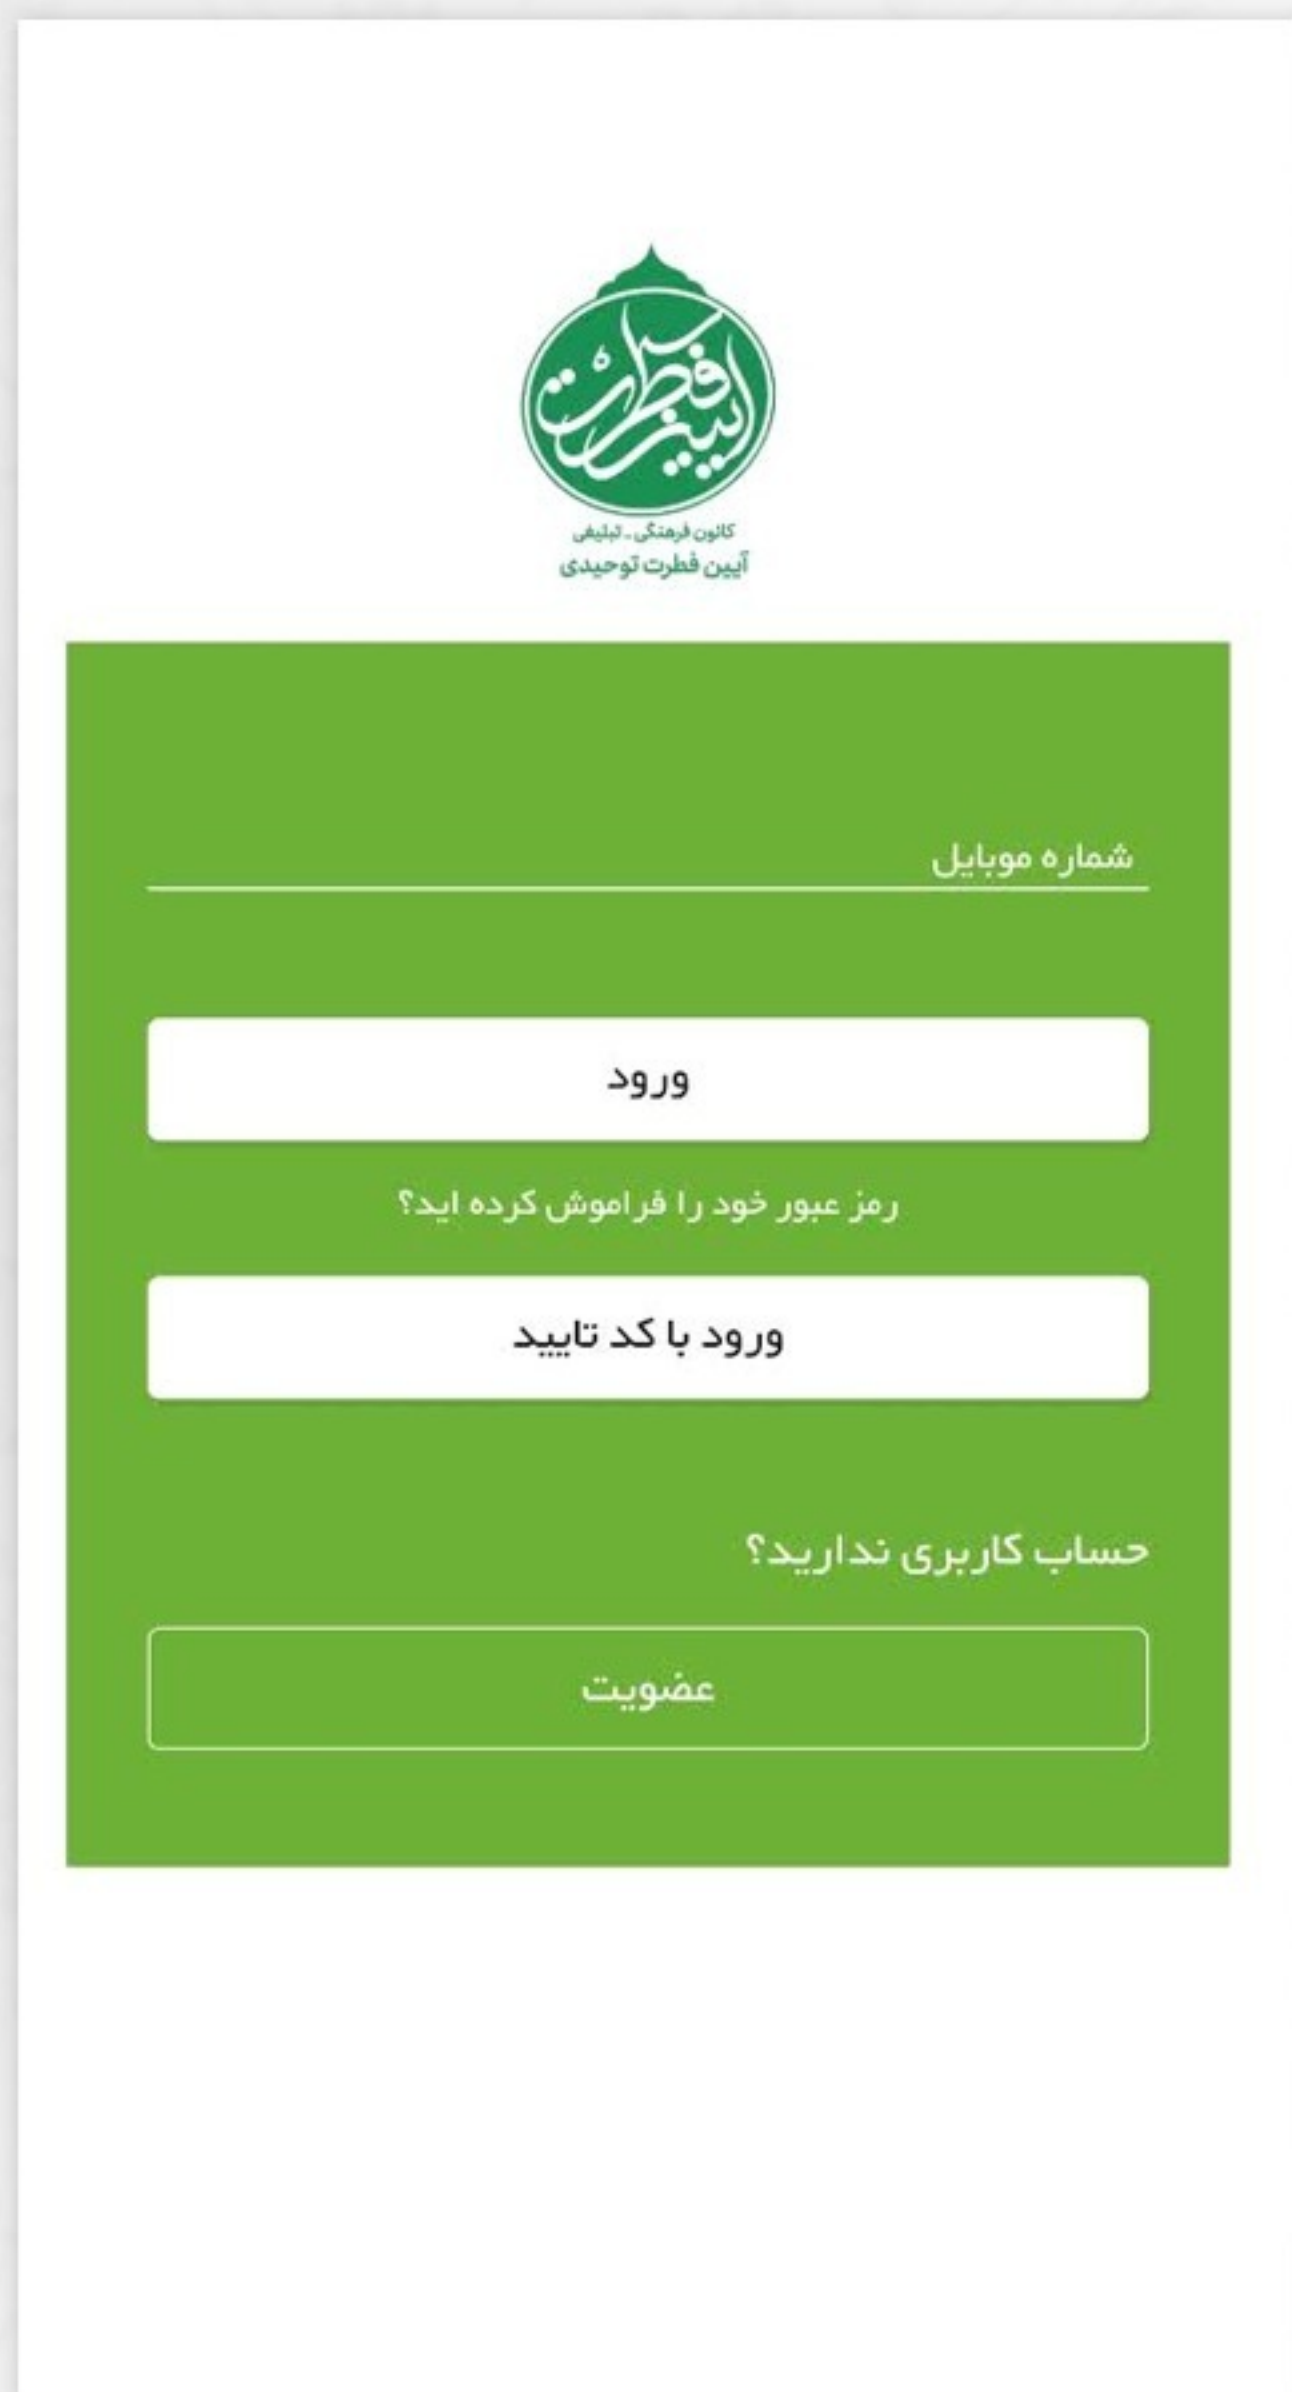 آیین فطرت
کانون فرهنگی - تبلیغی
آیین فطرت توحیدی
شماره موبایل
ورود
رمز عبور خود را فراموش کرده اید؟
ورود با کد تایید
حساب کاربری ندارید؟
عضویت